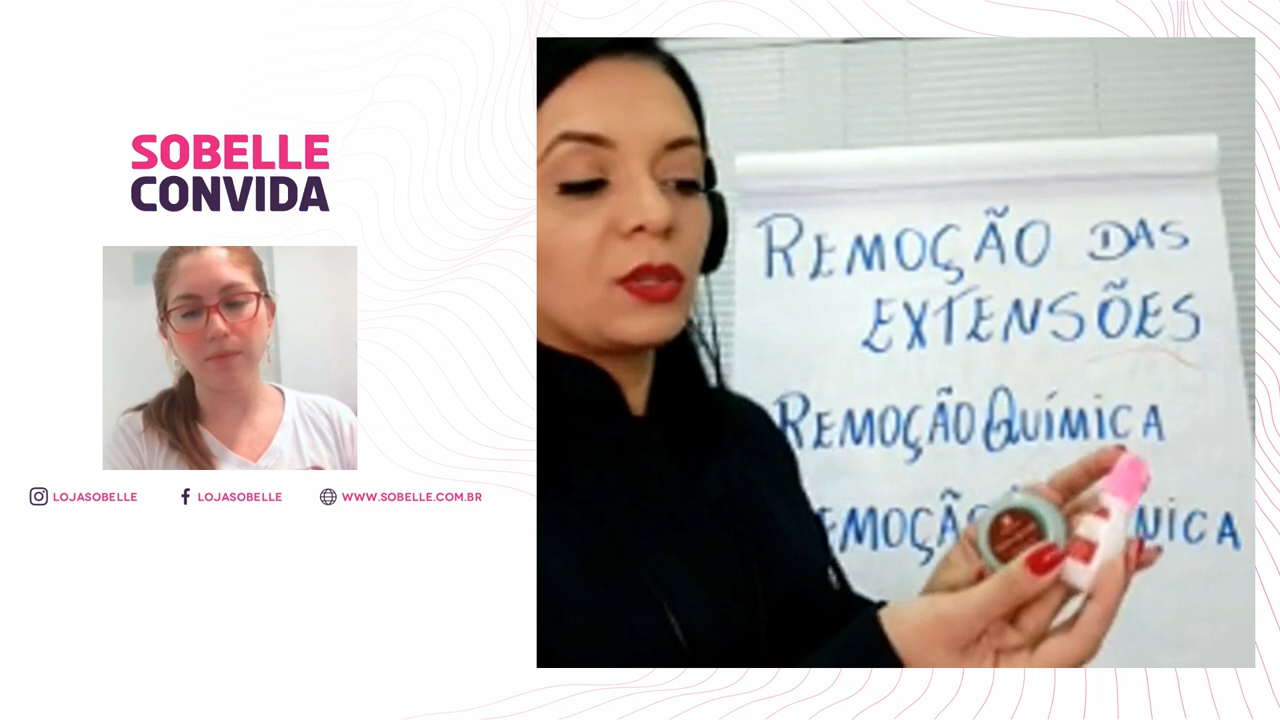 SOBELLE
CONVIDA
LOJASOBELLE
LOJASOBELLE
WWW.SOBELLE.COM.BR
REMOÇÃO DAS
EXTENSÕES
REMOÇÃO QUÍMICA